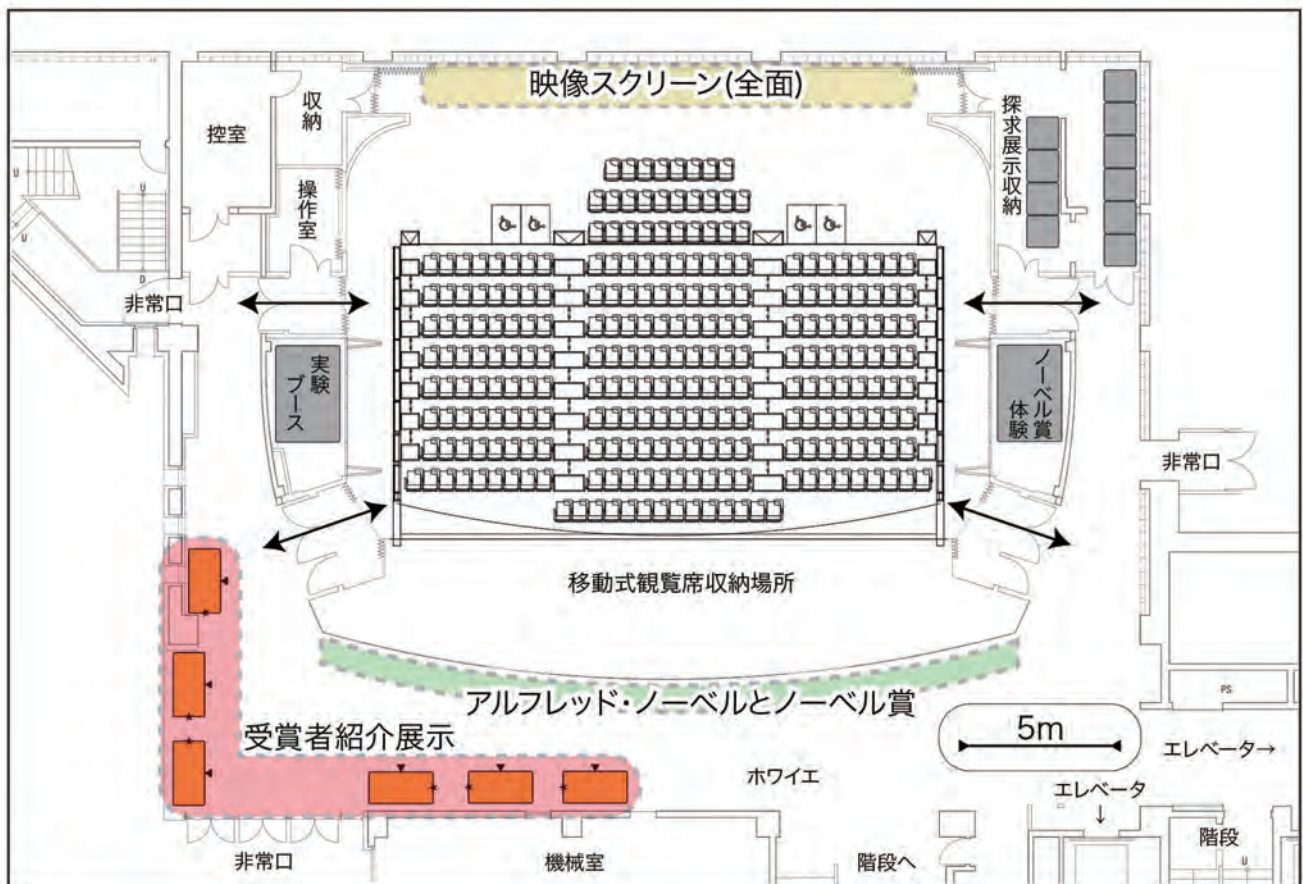 映像スクリーン(全面)
収納
控室
操作室
探求展示収納
U
U
U
D
非常口
実験
ブース
ノーベル賞
体験
非常口
移動式観覧席収納場所
アルフレッド・ノーベルとノーベル賞
受賞者紹介展示
PS
5m
エレベータ→
ホワイエ
エレベータ
↓
階段
非常口
機械室
階段へ
U